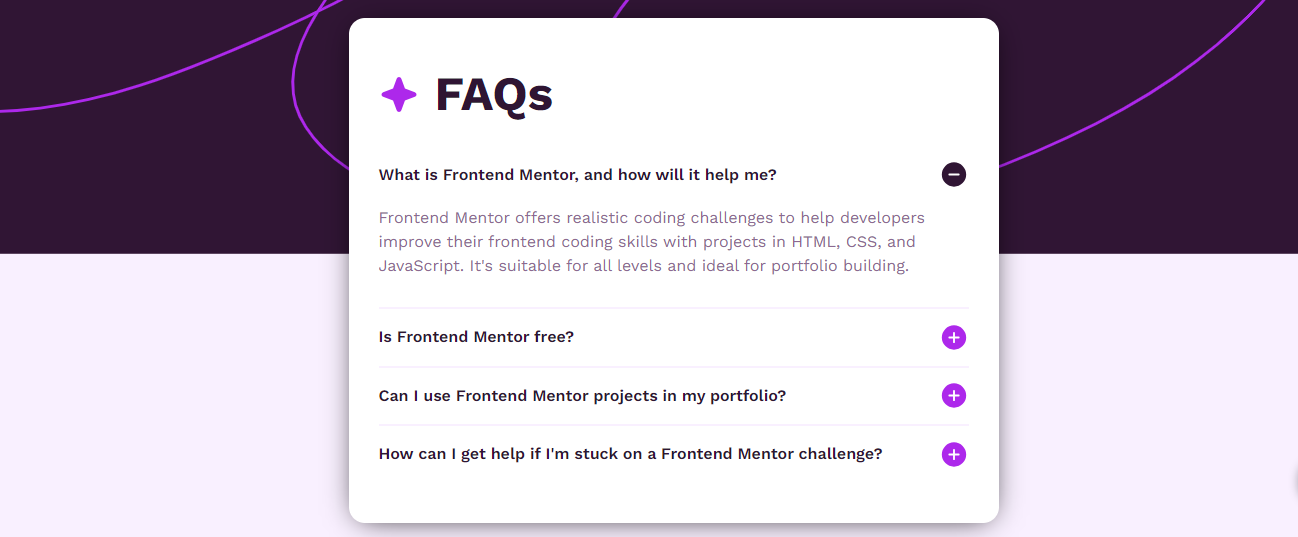 FAQs
What is Frontend Mentor, and how will it help me?
Frontend Mentor offers realistic coding challenges to help developers
improve their frontend coding skills with projects in HTML, CSS, and
JavaScript. It's suitable for all levels and ideal for portfolio building.
Is Frontend Mentor free?
Can I use Frontend Mentor projects in my portfolio?
How can I get help if I'm stuck on a Frontend Mentor challenge?